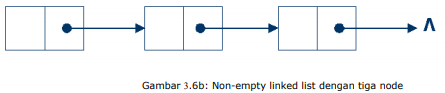 Λ
Gambar 3.6b: Non-empty linked list dengan tiga node